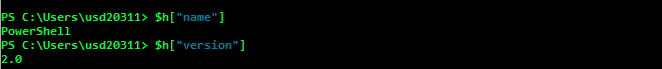 PS C:\Users\usd20311> $h["name"]
PowerShell
PS C:\Users\usd20311> $h["version"]
2.0